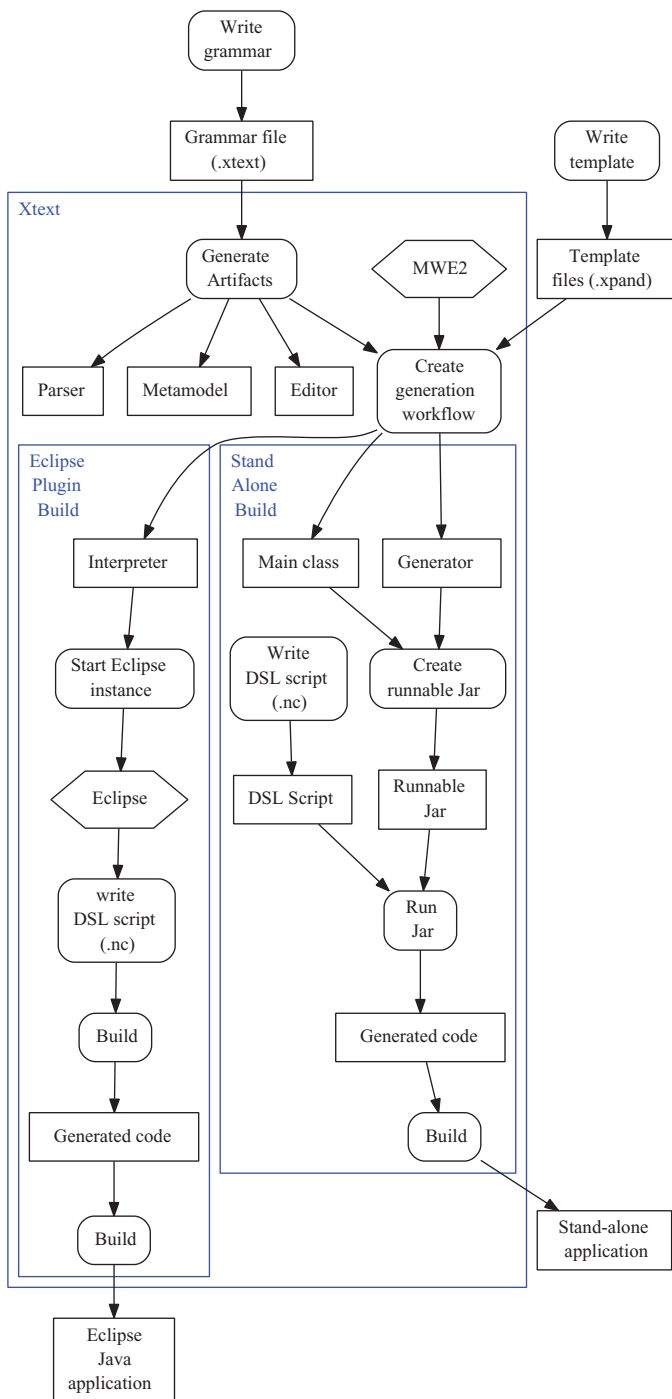 Write
grammar
Grammar file
(.xtext)
Write
template
Xtext
Generate
Artifacts
MWE2
Template
files (.xpand)
Parser
Metamodel
Editor
Create
generation
workflow
Eclipse
Plugin
Build
Stand
Alone
Build
Interpreter
Main class
Generator
Start Eclipse
instance
Write
DSL script
(.nc)
Create
runnable Jar
Eclipse
DSL Script
Runnable
Jar
write
DSL script
(.nc)
Run
Jar
Build
Generated code
Generated code
Build
Build
Stand-alone
application
Eclipse
Java
application